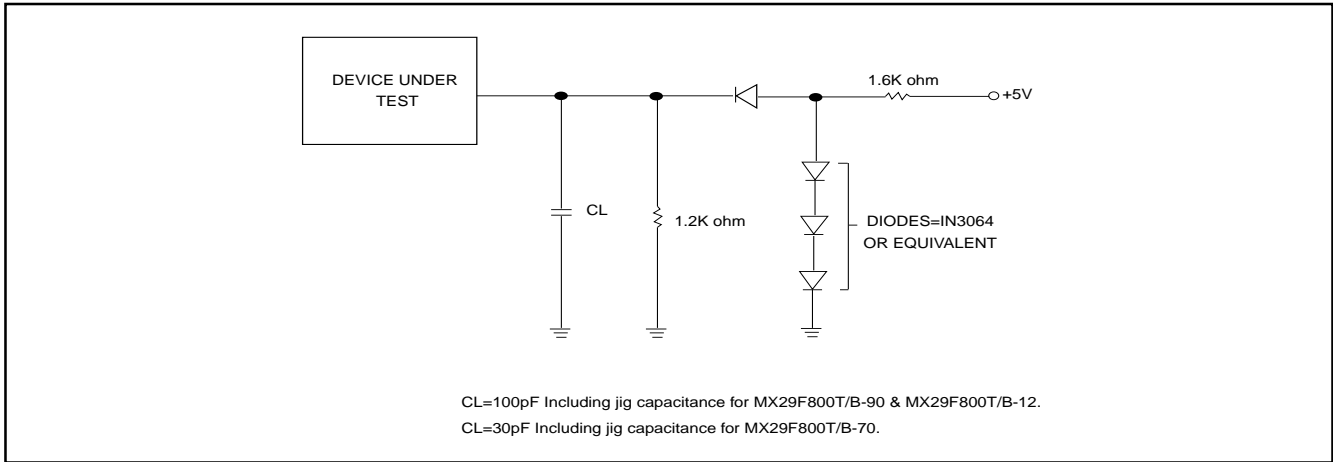 DEVICE UNDER
TEST
1.6K ohm
+5V
CL
1.2K ohm
DIODES=IN3064
OR EQUIVALENT
CL=100pF Including jig capacitance for MX29F800T/B-90 & MX29F800T/B-12.
CL=30pF Including jig capacitance for MX29F800T/B-70.